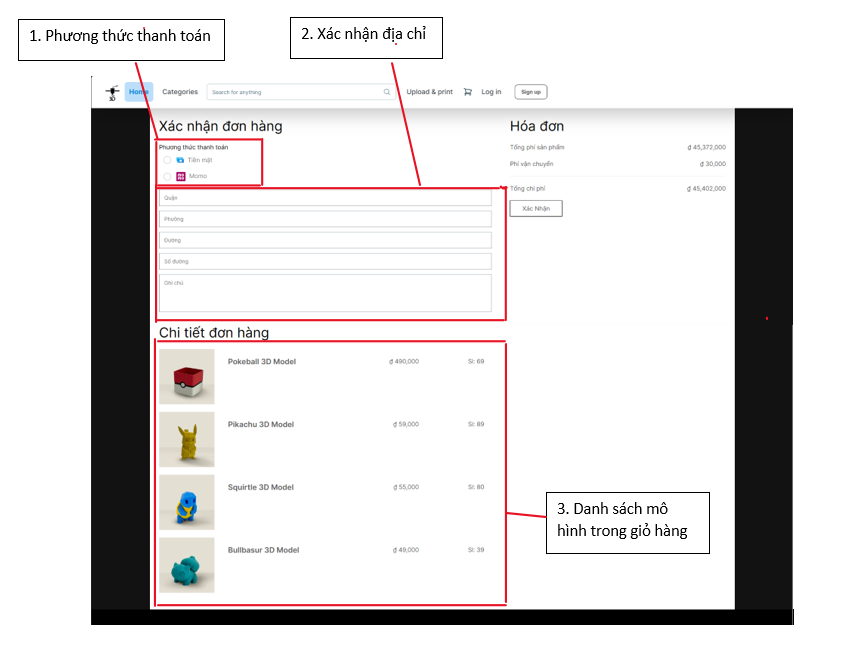 1. Phương thức thanh toán
2. Xác nhận địa chỉ
3D
Home
Categories
Search for anything
Upload & print
Log in
Sign up
Xác nhận đơn hàng
Phương thức thanh toán
Tiền mặt
Momo
Quận
Phường
Đường
Số đường
Ghi chú
Hóa đơn
Tổng phí sản phẩm
₫ 45,372,000
Phí vận chuyển
₫ 30,000
Tổng chi phí
₫ 45,402,000
Xác Nhận
Chi tiết đơn hàng
Pokeball 3D Model
₫ 490,000
Sl: 69
Pikachu 3D Model
₫ 59,000
Sl: 89
Squirtle 3D Model
₫ 55,000
Sl: 80
Bullbasur 3D Model
₫ 49,000
Sl: 39
3. Danh sách mô
hình trong giỏ hàng